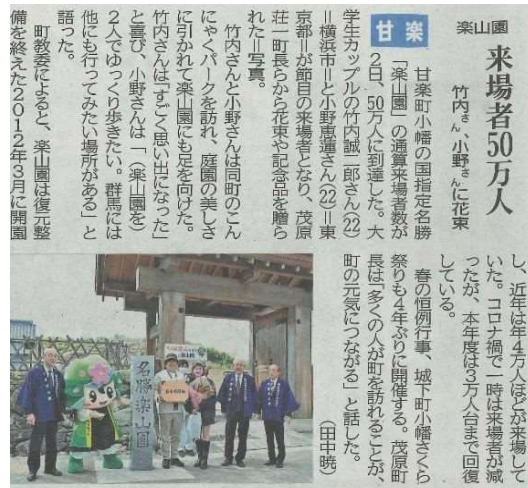 楽山園
来場者50万人
竹内さん、小野さんに花束
甘楽
甘楽町小幡の国指定名勝
「楽山園」の通算来場者数が
２日、50万人に到達した。大
学生カップルの竹内誠二郎さん(22)
＝横浜市＝と小野恵蓮さん(22)＝東
京都＝が節目の来場者となり、茂原
荘一町長らから花束や記念品を贈ら
れた＝写真。
竹内さんと小野さんは同町のこん
にゃくパークを訪れ、庭園の美しさ
に引かれて楽山園にも足を向けた。
竹内さんは「すごく思い出になった」
と喜び、小野さんは「（楽山園を）
２人でゆっくり歩きたい。群馬には
他にも行ってみたい場所がある」と
語った。
町教委によると、楽山園は復元整
備を終えた２０１２年３月に開園
し、近年は年４万人ほどが来場して
いた。コロナ禍で一時は来場者が減
ったが、本年度は３万人台まで回復
している。
春の恒例行事、城下町小幡さくら
祭りも４年ぶりに開催する。茂原町
長は「多くの人が町を訪れることが、
町の元気につながる」と話した。
（田中暁）
名勝楽山園